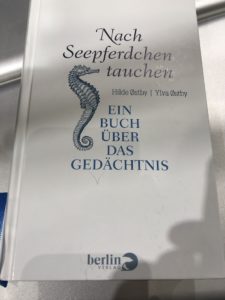 Nach
Seepferdchen
tauchen
Hilde Østby | Ylva Østby
EIN
BUCH
ÜBER
DAS
GEDÄCHTNIS
berlin
VERLAG